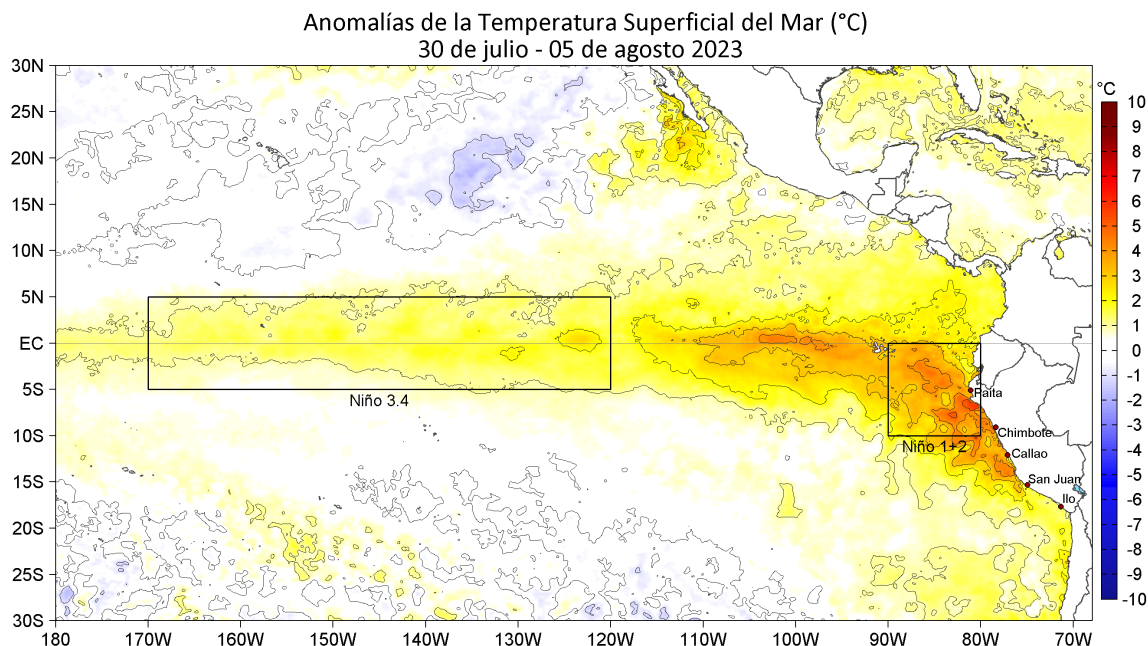 Anomalías de la Temperatura Superficial del Mar (°C)
30 de julio - 05 de agosto 2023
30N
25N
20N
15N
10N
5N
EC
5S
10S
15S
20S
25S
30S
180
170W
160W
150W
140W
130W
120W
110W
100W
90W
80W
70W
Niño 3.4
Niño 1+2
Paita
Chimbote
Callao
San Juan
Ilo
°C
10
9
8
7
6
5
4
3
2
1
0
-1
-2
-3
-4
-5
-6
-7
-8
-9
-10